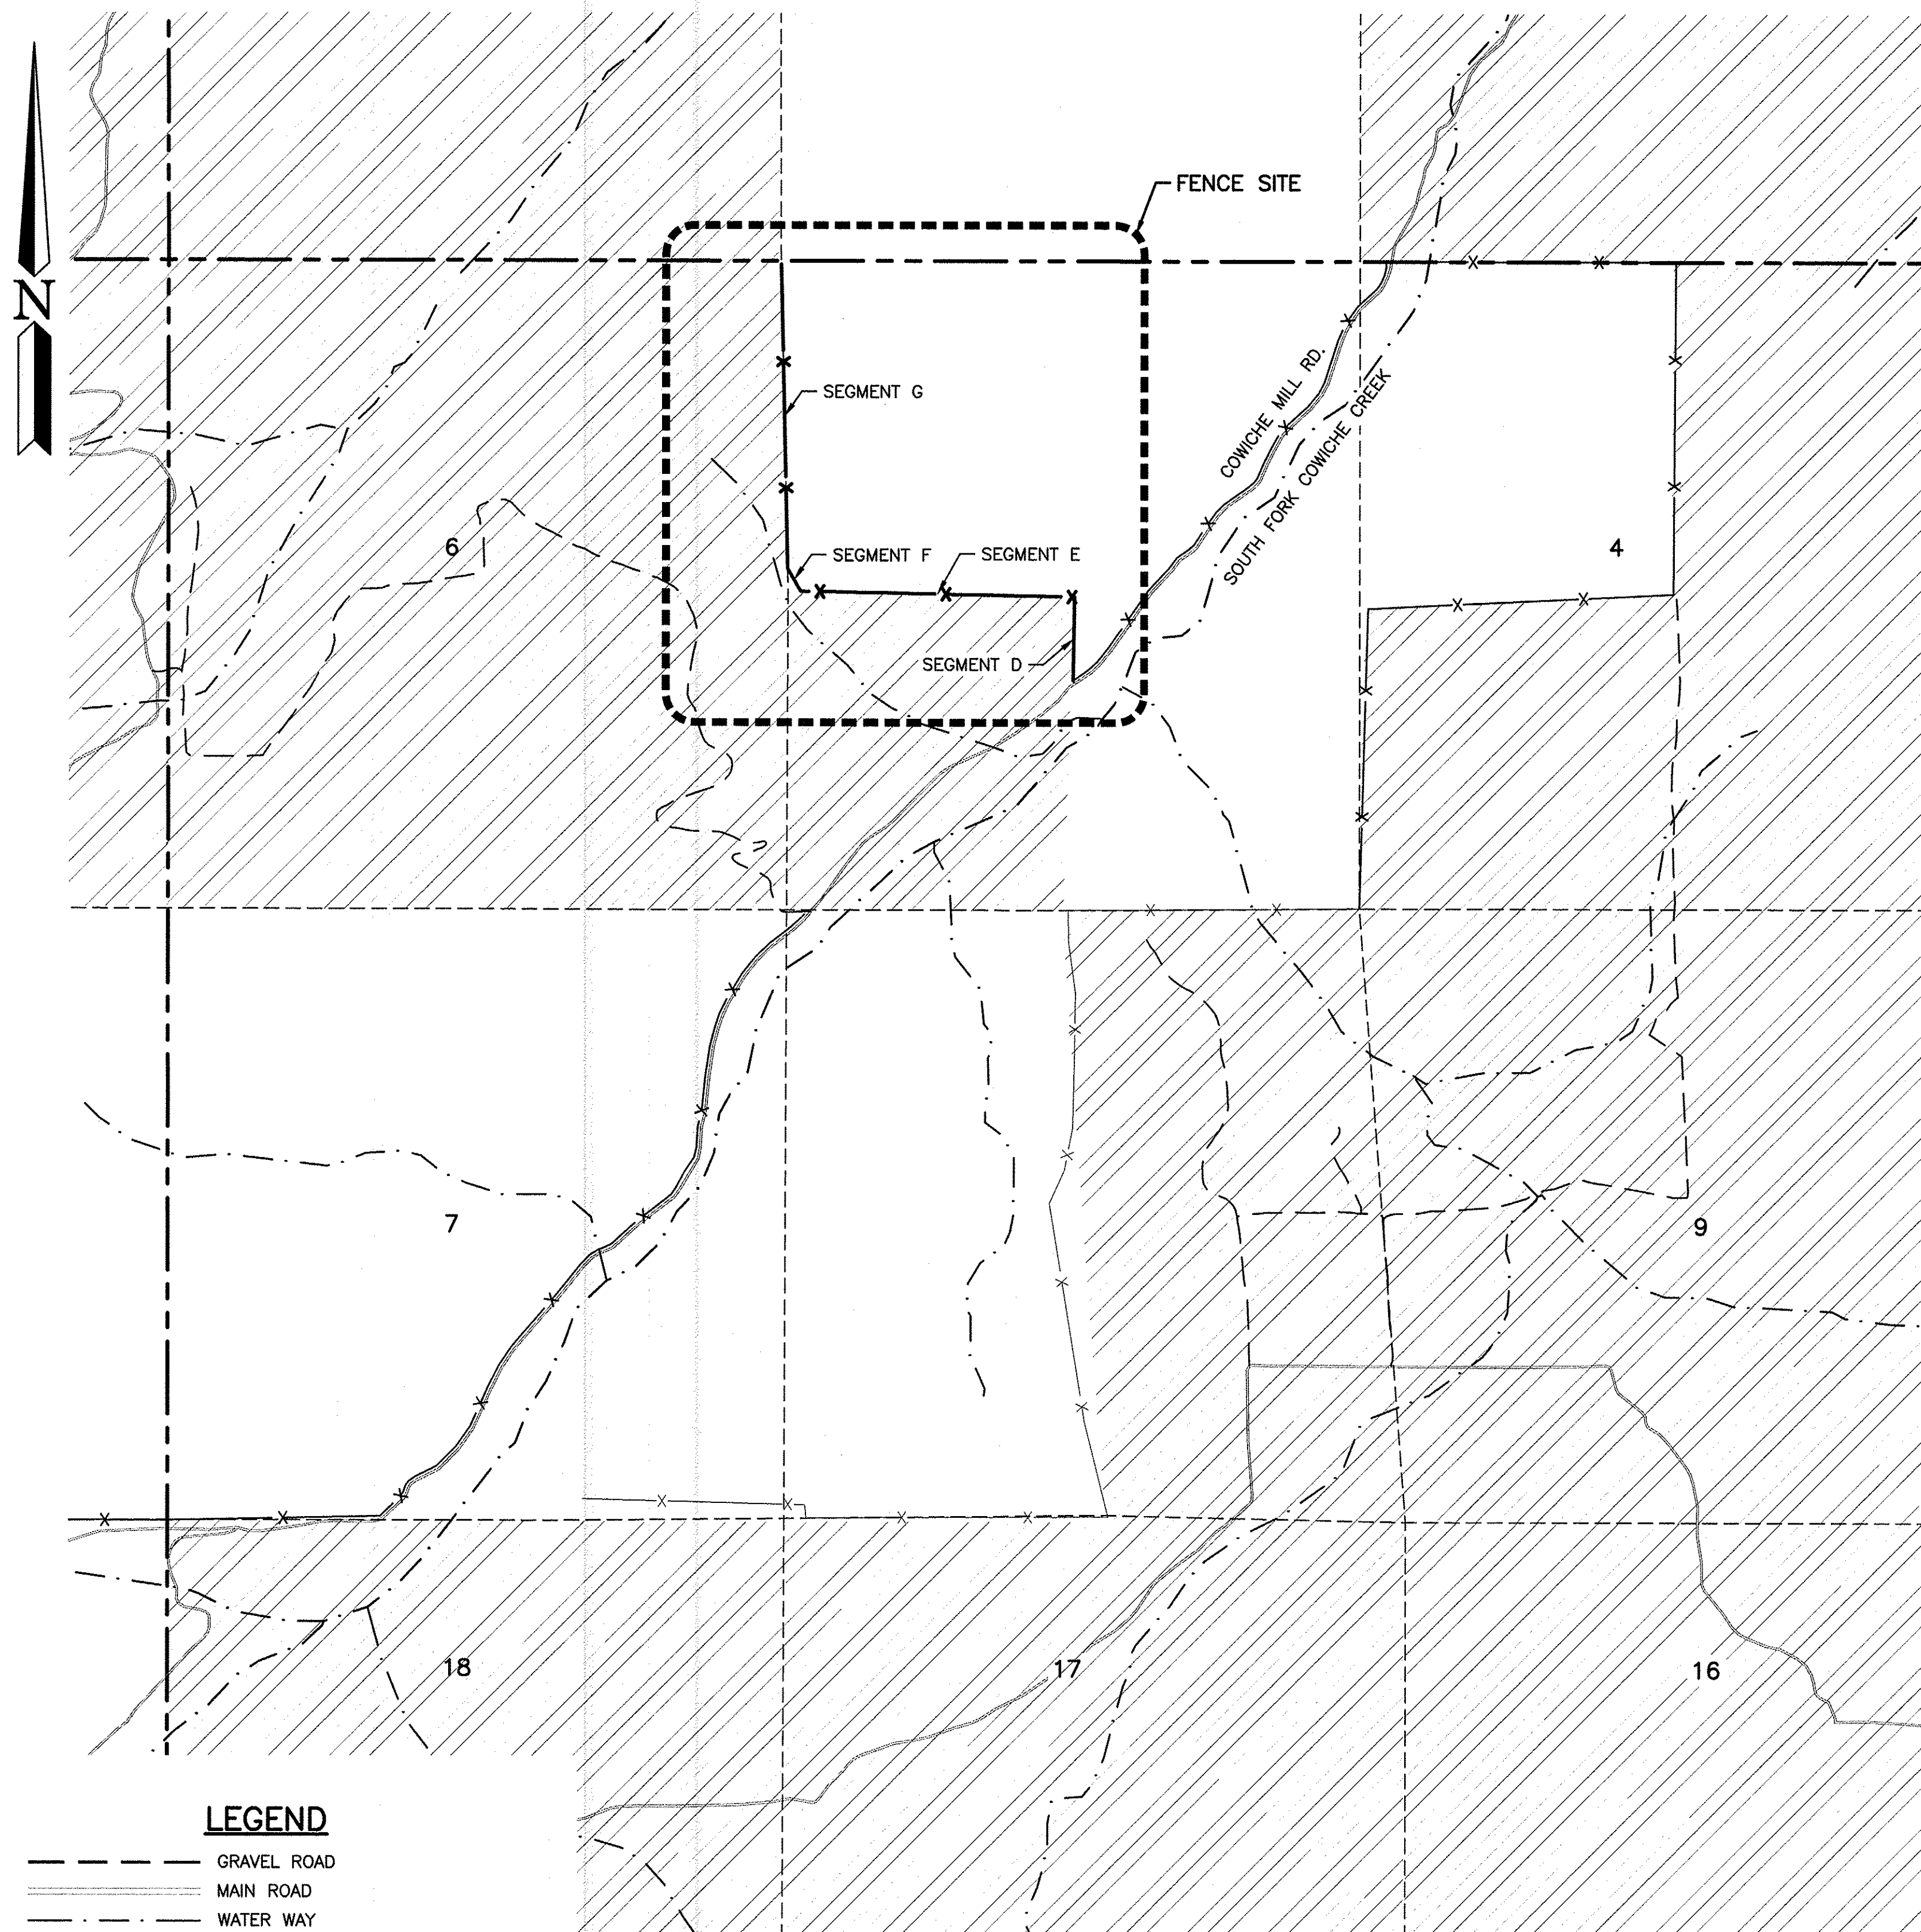 FENCE SITE
N
SEGMENT G
COWICHE MILL RD.
SOUTH FORK COWICHE CREEK
6
SEGMENT F
SEGMENT E
4
SEGMENT D
7
9
18
17
16
LEGEND
GRAVEL ROAD
MAIN ROAD
WATER WAY